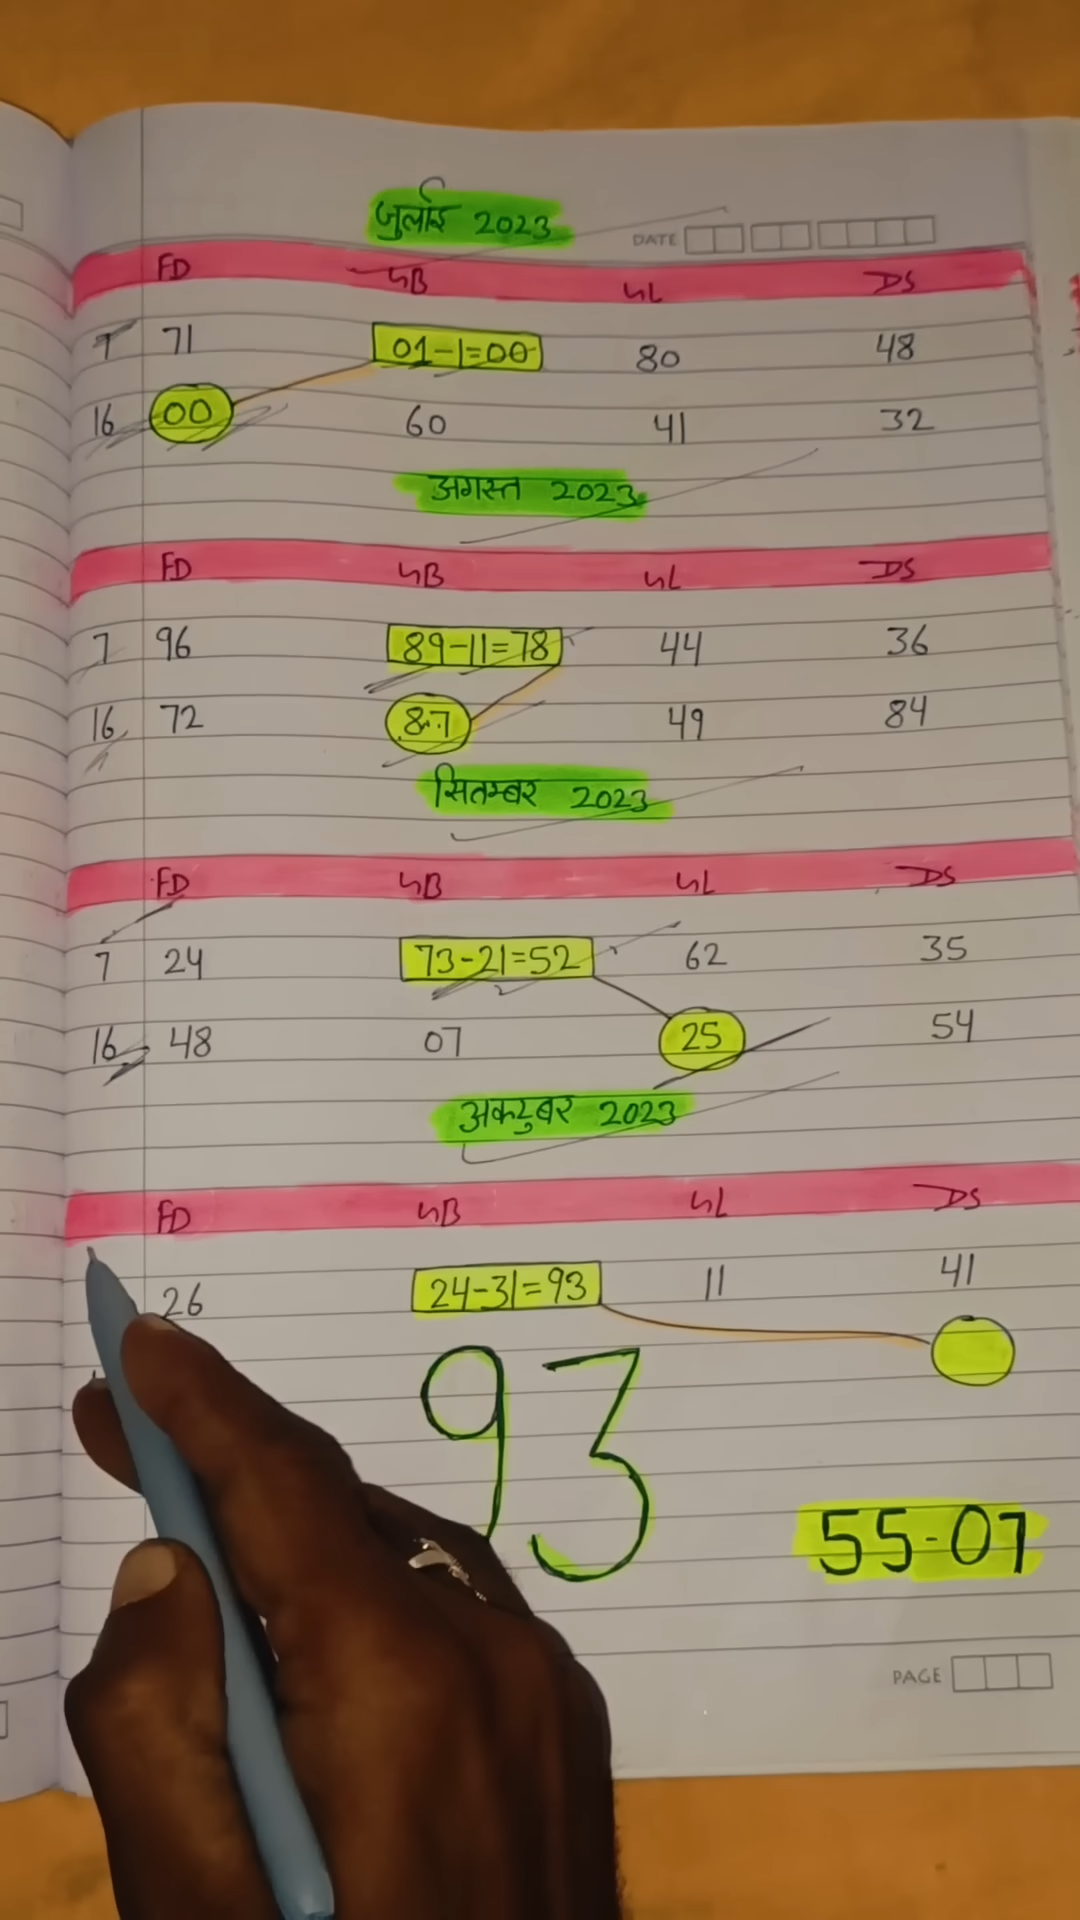 जुलाई 2023
DATE
FD GB GL DS
7 71 01-1=00 80 48
16 00 60 41 32
अगस्त 2023
FD GB GL DS
7 96 89-11=78 44 36
16 72 87 49 84
सितम्बर 2023
FD GB GL DS
7 24 73-21=52 62 35
16 48 07 25 54
अक्टुबर 2023
FD GB GL DS
26 24-31=93 11 41
93
55-07
PAGE